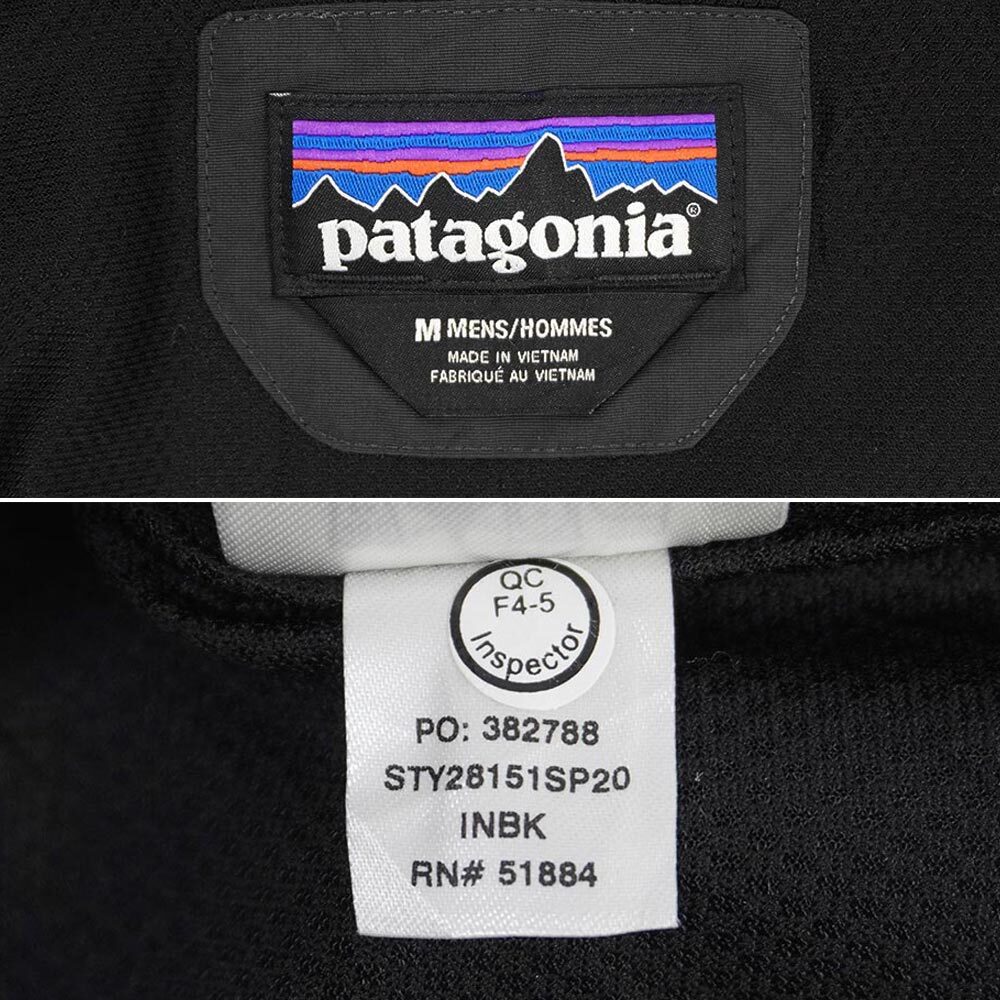 patagonia®
M MENS/HOMMES
MADE IN VIETNAM
FABRIQUÉ AU VIETNAM
QC
F4-5
Inspector
PO: 382788
STY28151SP20
INBK
RN# 51884